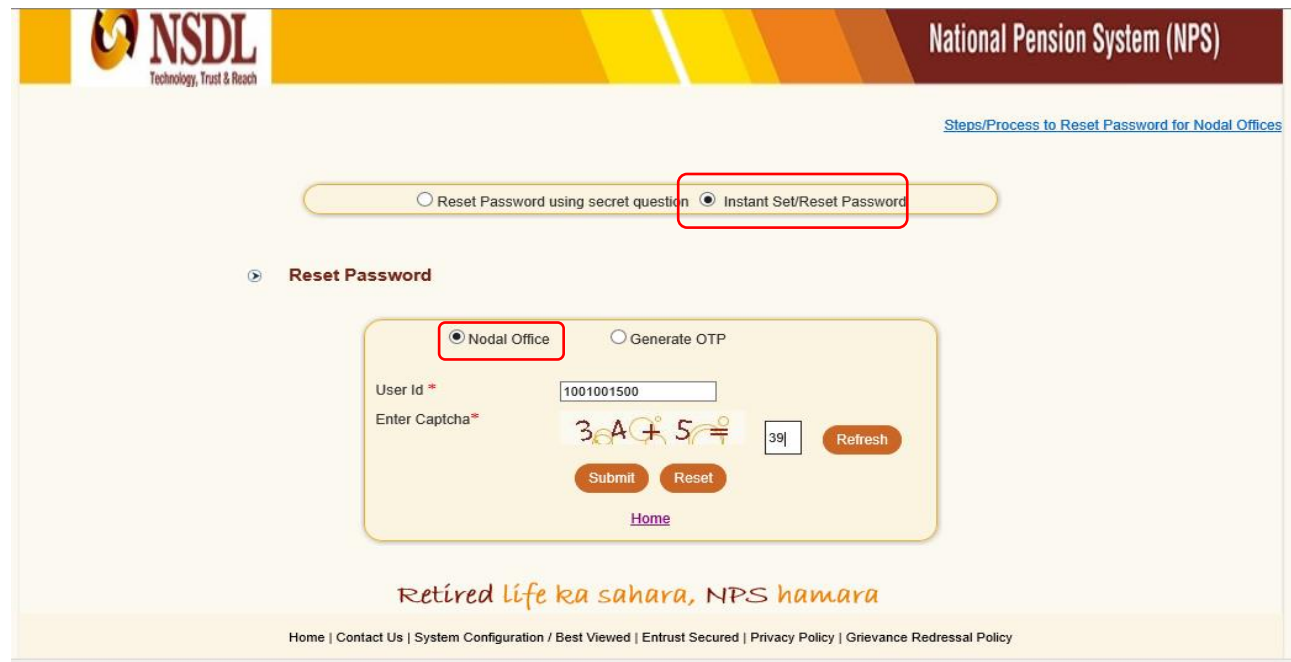 NSDL
Technology, Trust & Reach
National Pension System (NPS)
Steps/Process to Reset Password for Nodal Offices
Reset Password using secret question Instant Set/Reset Password
Reset Password
Nodal Office Generate OTP
User Id * 1001001500
Enter Captcha* 3 4 + 5 = 39 Refresh
Submit Reset
Home
Retired life ka sahara, NPS hamara
Home | Contact Us | System Configuration / Best Viewed | Entrust Secured | Privacy Policy | Grievance Redressal Policy